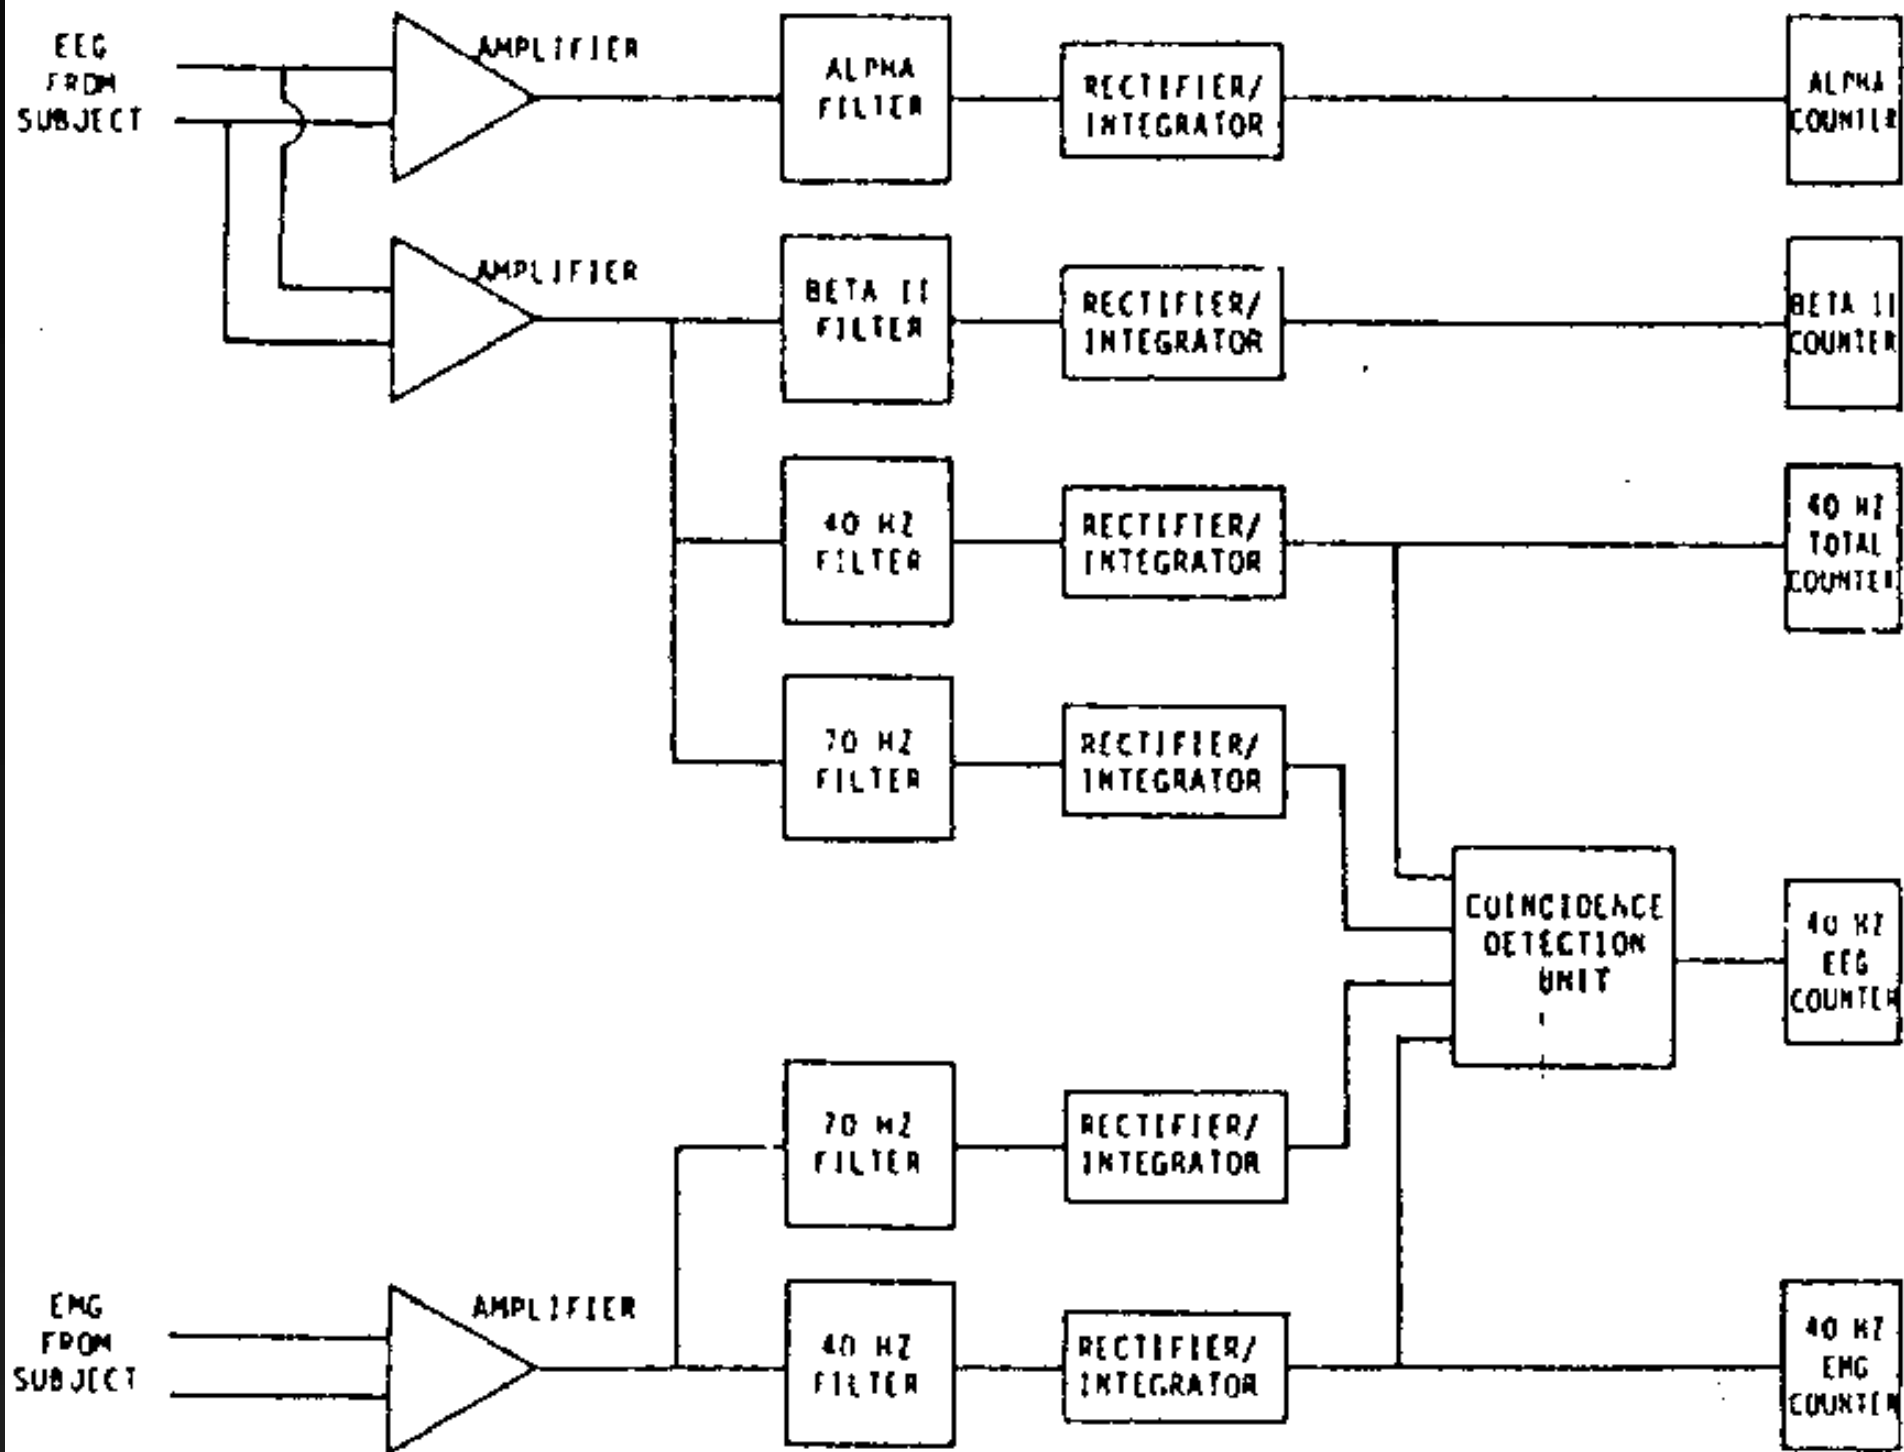 EEG
FROM
SUBJECT
AMPLIFIER
ALPHA
FILTER
RECTIFIER/
INTEGRATOR
ALPHA
COUNTER
AMPLIFIER
BETA II
FILTER
RECTIFIER/
INTEGRATOR
BETA II
COUNTER
40 HZ
FILTER
RECTIFIER/
INTEGRATOR
40 HZ
TOTAL
COUNTER
70 HZ
FILTER
RECTIFIER/
INTEGRATOR
COINCIDENCE
DETECTION
UNIT
40 HZ
EEG
COUNTER
70 HZ
FILTER
RECTIFIER/
INTEGRATOR
EMG
FROM
SUBJECT
AMPLIFIER
40 HZ
FILTER
RECTIFIER/
INTEGRATOR
40 HZ
EMG
COUNTER